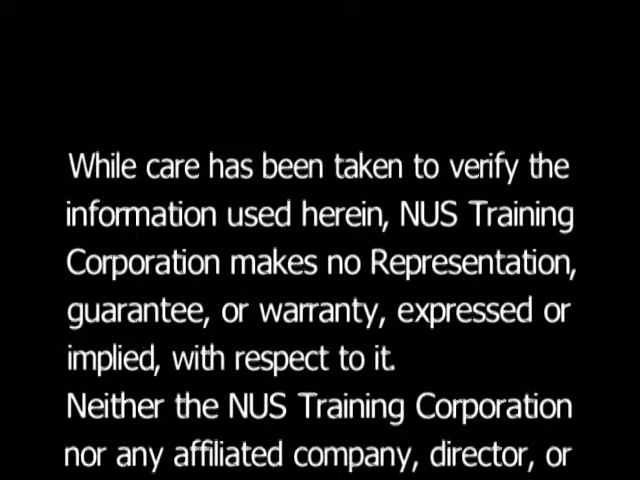 While care has been taken to verify the
information used herein, NUS Training
Corporation makes no Representation,
guarantee, or warranty, expressed or
implied, with respect to it.
Neither the NUS Training Corporation
nor any affiliated company, director, or